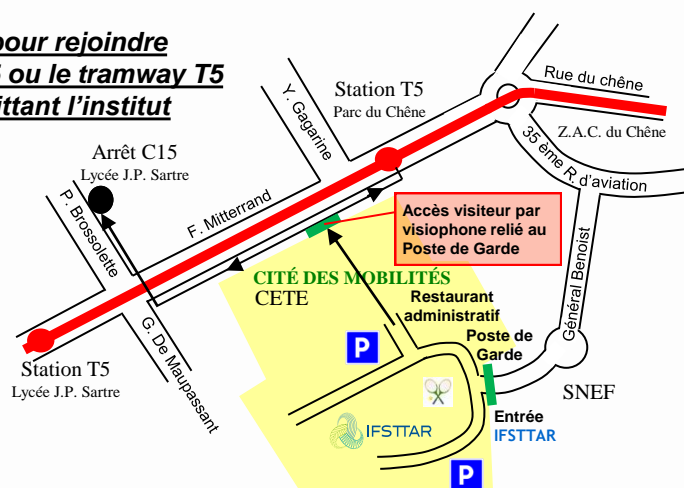 pour rejoindre
ou le tramway T5
l'institut
Station T5
Parc du Chêne
Rue du chêne
Z.A.C. du Chêne
35 ème R. d'aviation
Y. Gagarine
Arrêt C15
Lycée J.P. Sartre
P. Brossolette
F. Mitterrand
Accès visiteur par
visiophone relié au
Poste de Garde
CITÉ DES MOBILITÉS
CETE
Restaurant
administratif
Général Benoist
Poste de
Garde
P
G. De Maupassant
Station T5
Lycée J.P. Sartre
SNEF
Entrée
IFSTTAR
IFSTTAR
P